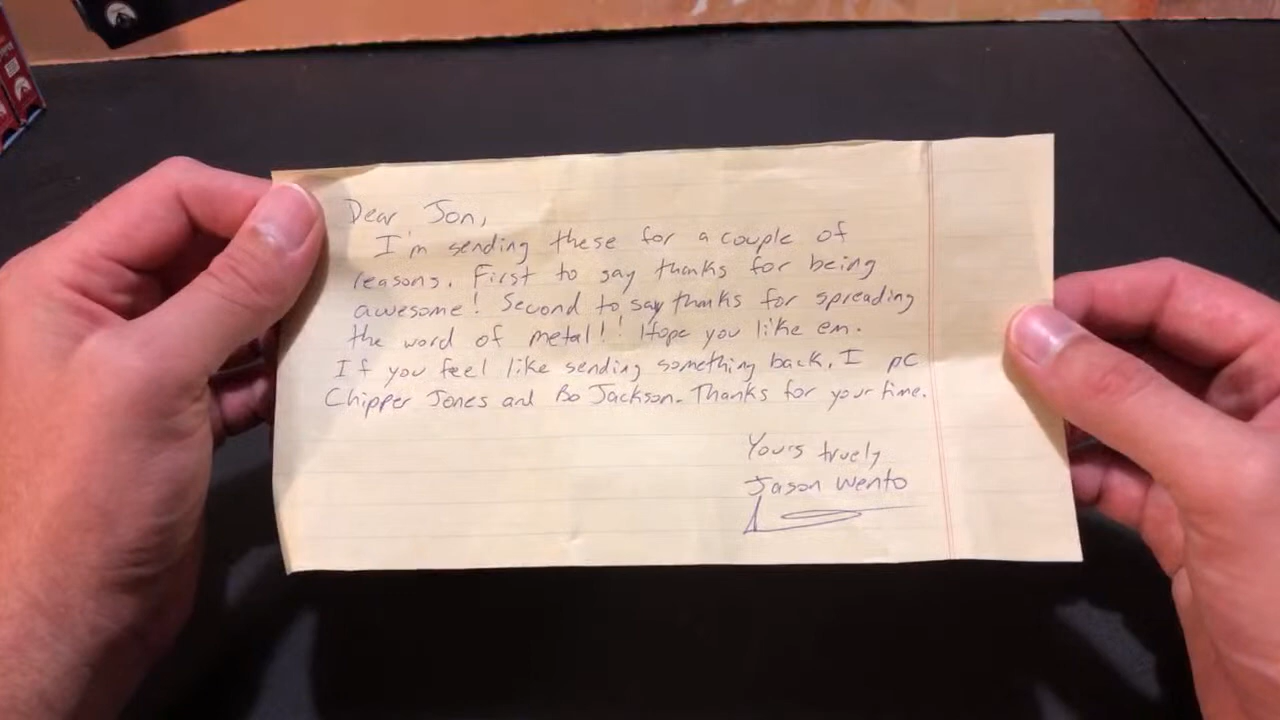 Dear Jon,
I'm sending these for a couple of
reasons. First to say thanks for being
awesome! Second to say thanks for spreading
the word of metal!! Hope you like em.
If you feel like sending something back, I pc
Chipper Jones and Bo Jackson. Thanks for your time.
Yours truely
Jason Wento